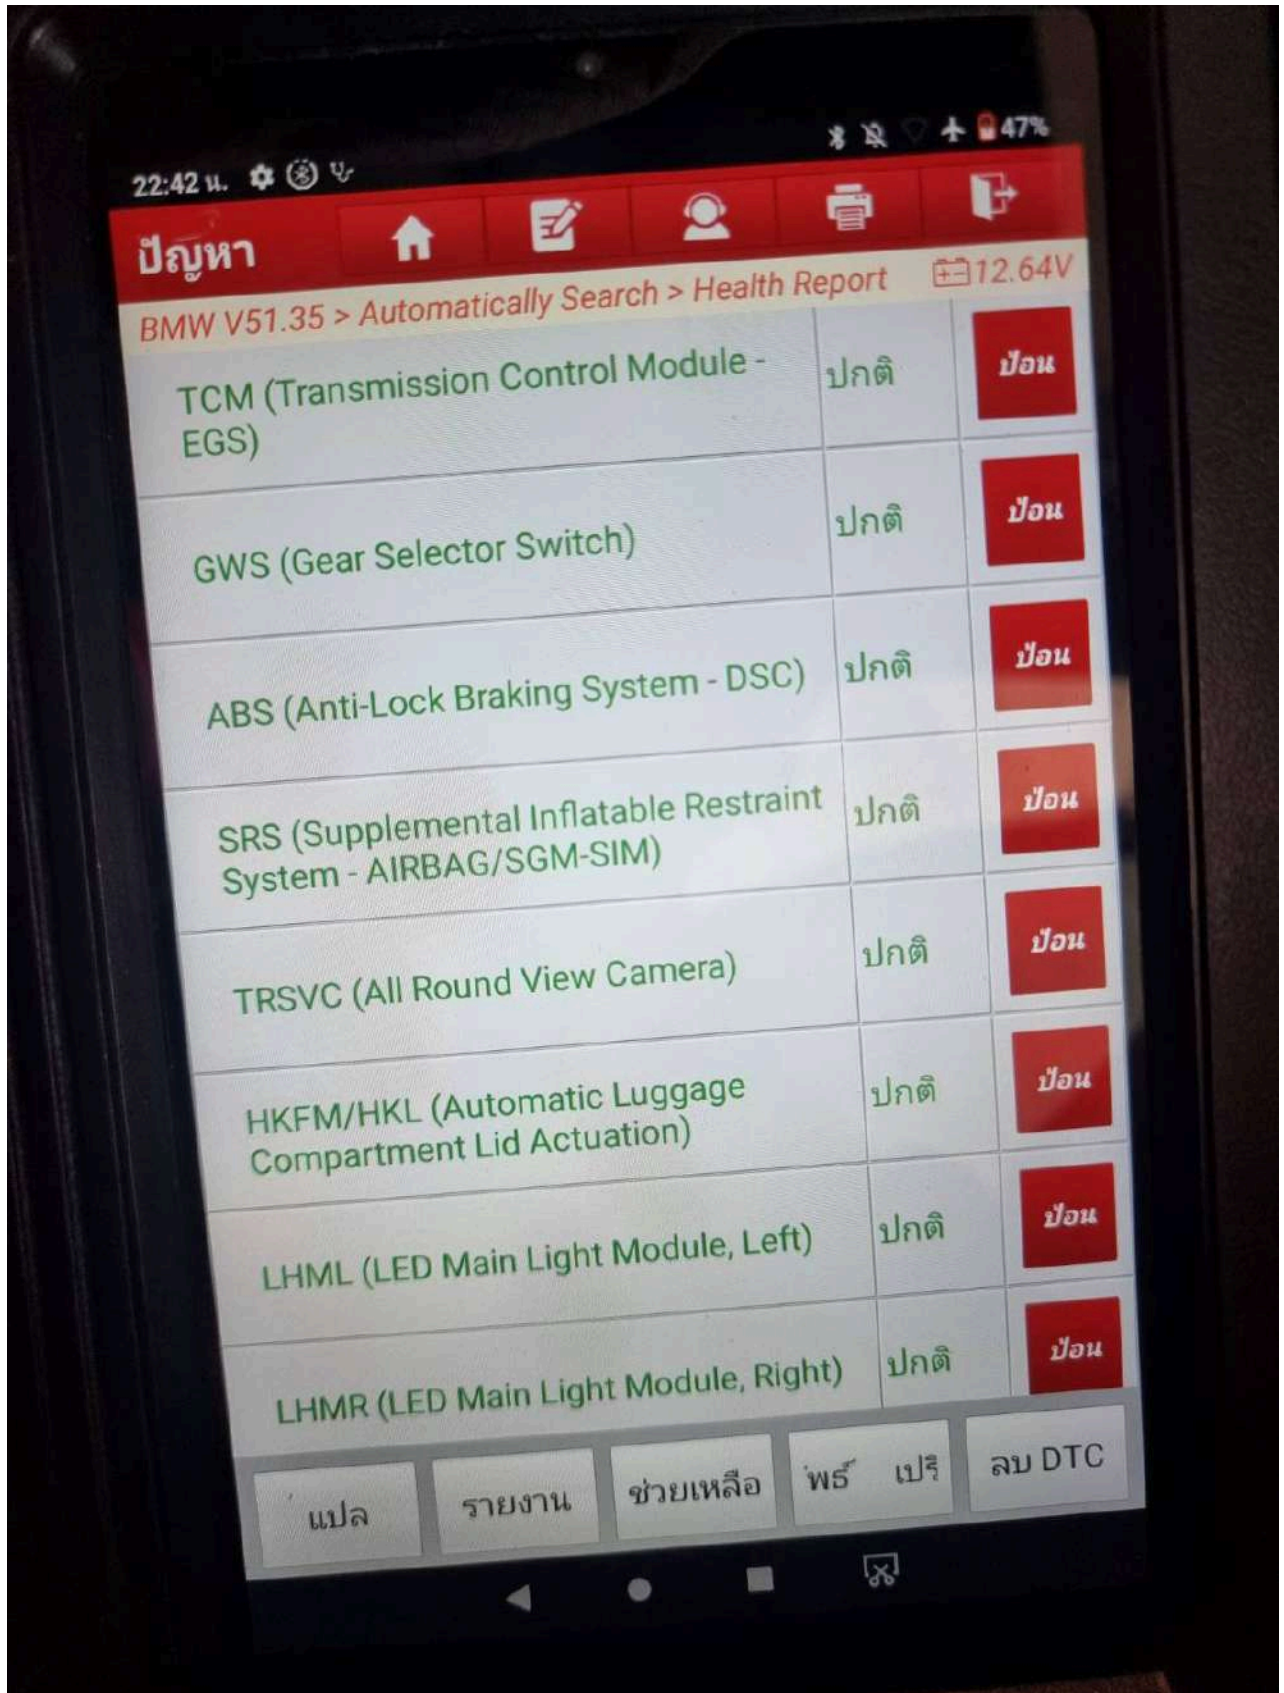 22:42 น.
47%
ปัญหา
BMW V51.35 > Automatically Search > Health Report
12.64V
TCM (Transmission Control Module -
EGS)
ปกติ
ป้อน
GWS (Gear Selector Switch)
ปกติ
ป้อน
ABS (Anti-Lock Braking System - DSC)
ปกติ
ป้อน
SRS (Supplemental Inflatable Restraint
System - AIRBAG/SGM-SIM)
ปกติ
ป้อน
TRSVC (All Round View Camera)
ปกติ
ป้อน
HKFM/HKL (Automatic Luggage
Compartment Lid Actuation)
ปกติ
ป้อน
LHML (LED Main Light Module, Left)
ปกติ
ป้อน
LHMR (LED Main Light Module, Right)
ปกติ
ป้อน
แปล
รายงาน
ช่วยเหลือ
ลบ DTC